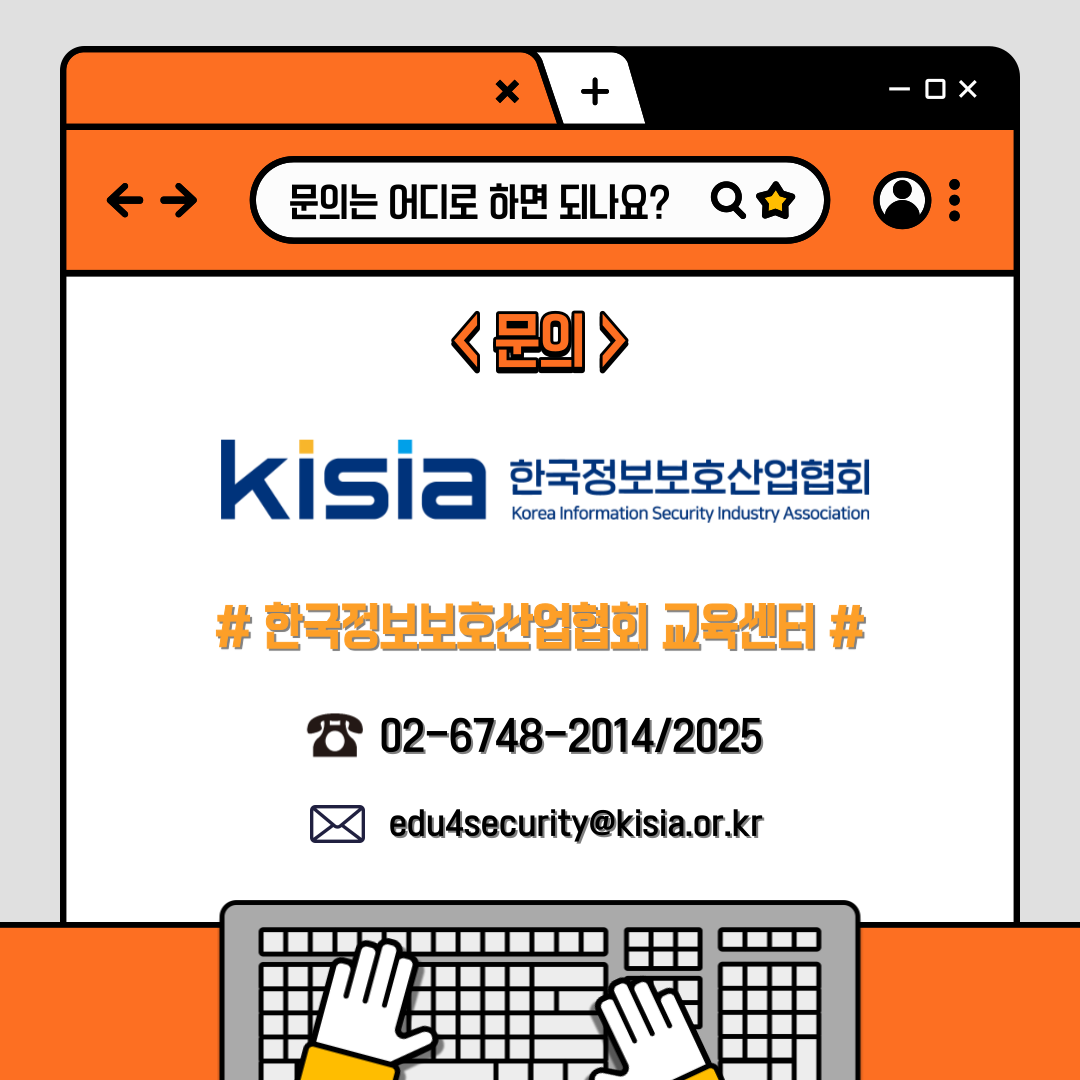 문의는 어디로 하면 되나요?
< 문의 >
kisia 한국정보보호산업협회
Korea Information Security Industry Association
# 한국정보보호산업협회 교육센터 #
02-6748-2014/2025
edu4security@kisia.or.kr